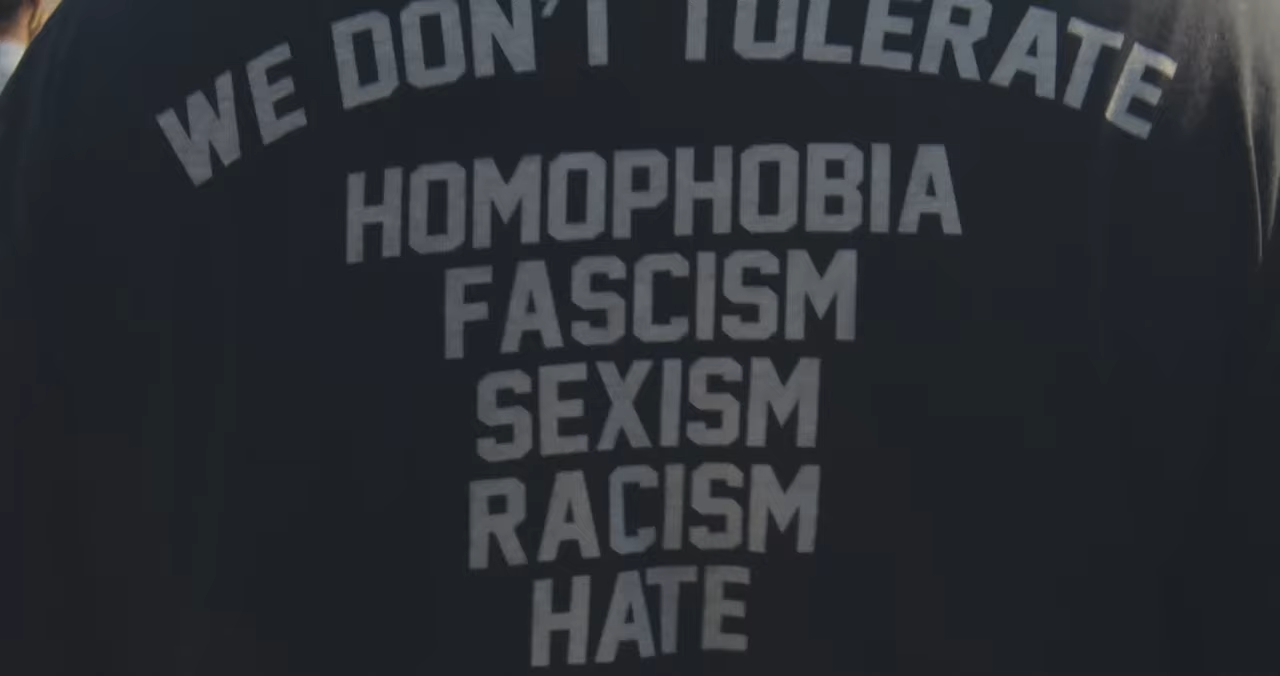 WE DON'T TOLERATE
HOMOPHOBIA
FASCISM
SEXISM
RACISM
HATE